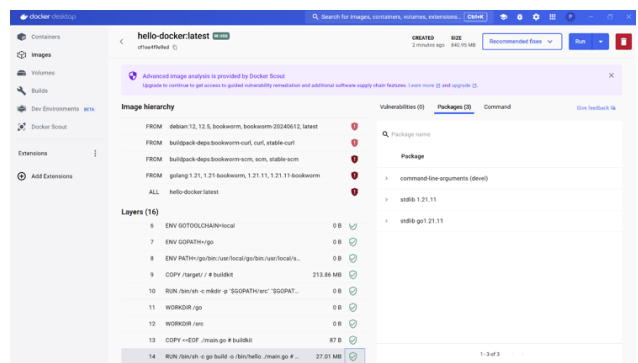 docker desktop
Search for images, containers, volumes, extensions... Ctrl+K
P
Containers
Images
Volumes
Builds
Dev Environments BETA
Docker Scout
Extensions
Add Extensions
hello-docker:latest
CREATED
2 minutes ago
SIZE
840.95 MB
Recommended fixes
Run
Advanced image analysis is provided by Docker Scout
Upgrade to continue to get access to guided vulnerability remediation and additional software supply chain features. Learn more and upgrade.
Image hierarchy
FROM debian:12, 12.5, bookworm, bookworm-20240612, latest
FROM buildpack-deps:bookworm-curl, curl, stable-curl
FROM buildpack-deps:bookworm-scm, scm, stable-scm
FROM golang:1.21, 1.21-bookworm, 1.21.11, 1.21.11-bookworm
ALL hello-docker:latest
Layers (16)
6 ENV GOTOOLCHAIN=local 0 B
7 ENV GOPATH=/go 0 B
8 ENV PATH=/go/bin:/usr/local/go/bin:/usr/local/s... 0 B
9 COPY /target/ / # buildkit 213.86 MB
10 RUN /bin/sh -c mkdir -p "$GOPATH/src" "$GOPAT... 0 B
11 WORKDIR /go 0 B
12 WORKDIR /src 0 B
13 COPY <<EOF ./main.go # buildkit 87 B
14 RUN /bin/sh -c go build -o /bin/hello ./main.go # ... 27.01 MB
Vulnerabilities (0) Packages (3) Command
Give feedback
Package name
Package
command-line-arguments (devel)
stdlib 1.21.11
stdlib go1.21.11
1–3 of 3